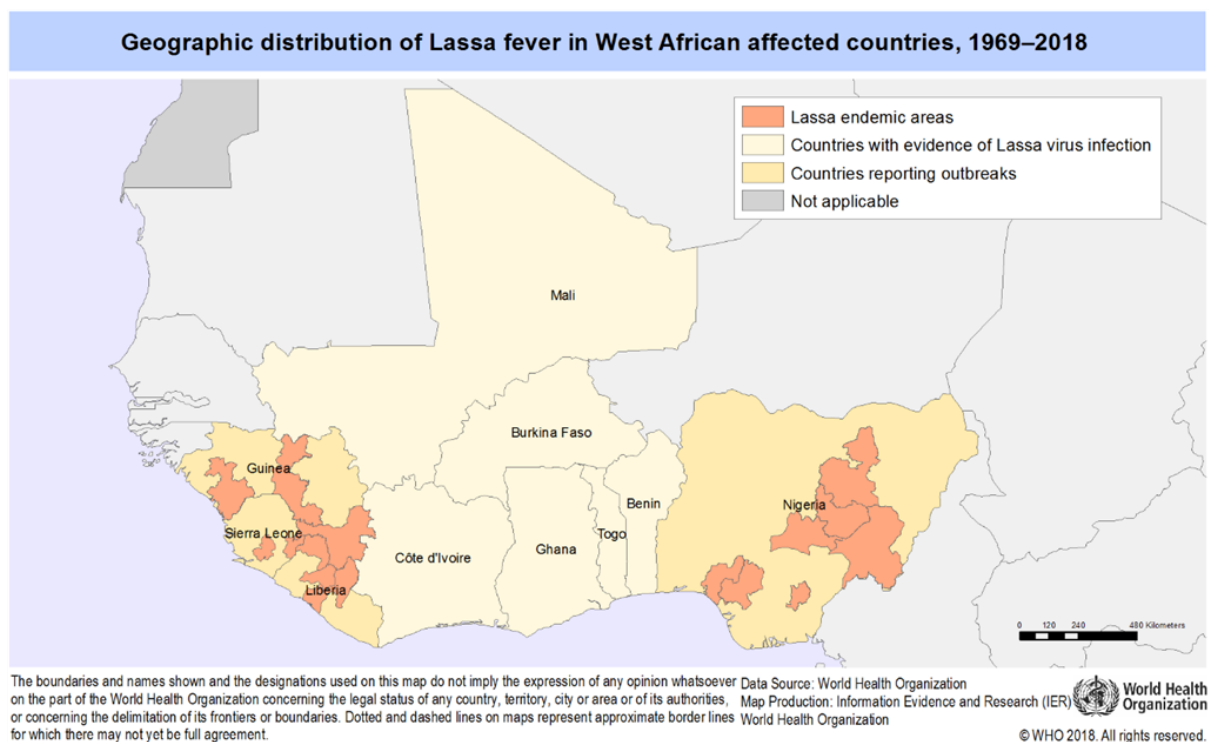 Geographic distribution of Lassa fever in West African affected countries, 1969–2018
Lassa endemic areas
Countries with evidence of Lassa virus infection
Countries reporting outbreaks
Not applicable
Mali
Burkina Faso
Guinea
Benin
Nigeria
Sierra Leone
Togo
Ghana
Côte d'Ivoire
Liberia
0 120 240 480 Kilometers
The boundaries and names shown and the designations used on this map do not imply the expression of any opinion whatsoever
on the part of the World Health Organization concerning the legal status of any country, territory, city or area or of its authorities,
or concerning the delimitation of its frontiers or boundaries. Dotted and dashed lines on maps represent approximate border lines
for which there may not yet be full agreement.
Data Source: World Health Organization
Map Production: Information Evidence and Research (IER)
World Health Organization
World Health
Organization
© WHO 2018. All rights reserved.